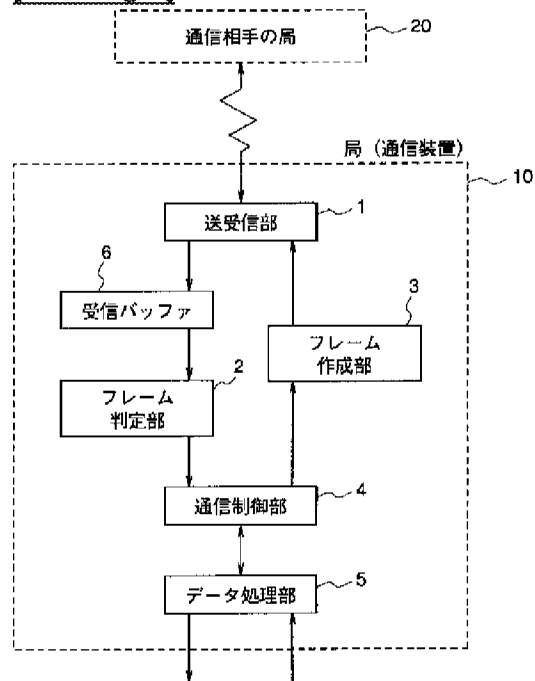 通信相手の局
20
局（通信装置）
10
送受信部
1
6
受信バッファ
3
フレーム
作成部
2
フレーム
判定部
通信制御部
4
データ処理部
5